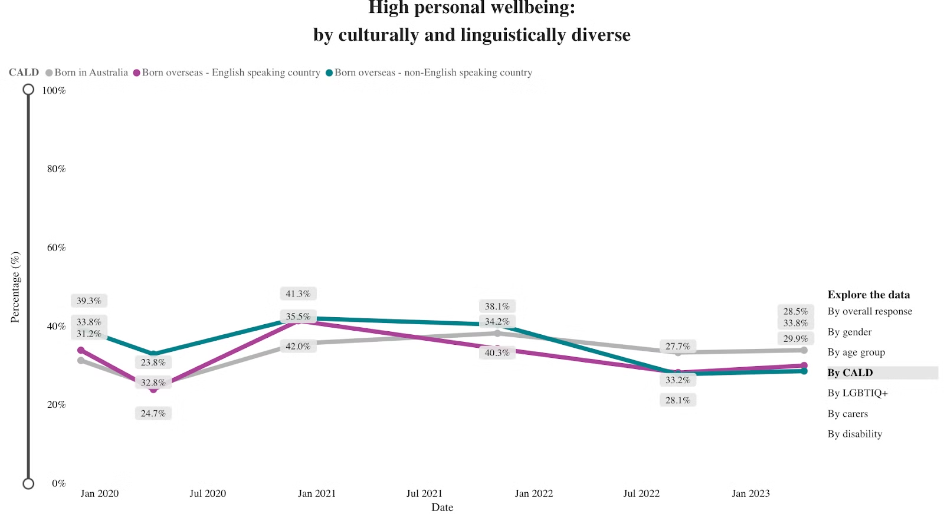 High personal wellbeing:
by culturally and linguistically diverse
CALD Born in Australia Born overseas - English speaking country Born overseas - non-English speaking country
100%
80%
60%
40%
20%
0%
Percentage (%)
39.3%
33.8%
31.2%
23.8%
32.8%
24.7%
41.3%
35.5%
42.0%
38.1%
34.2%
40.3%
27.7%
33.2%
28.1%
28.5%
33.8%
29.9%
Jan 2020 Jul 2020 Jan 2021 Jul 2021 Jan 2022 Jul 2022 Jan 2023
Date
Explore the data
By overall response
By gender
By age group
By CALD
By LGBTIQ+
By carers
By disability